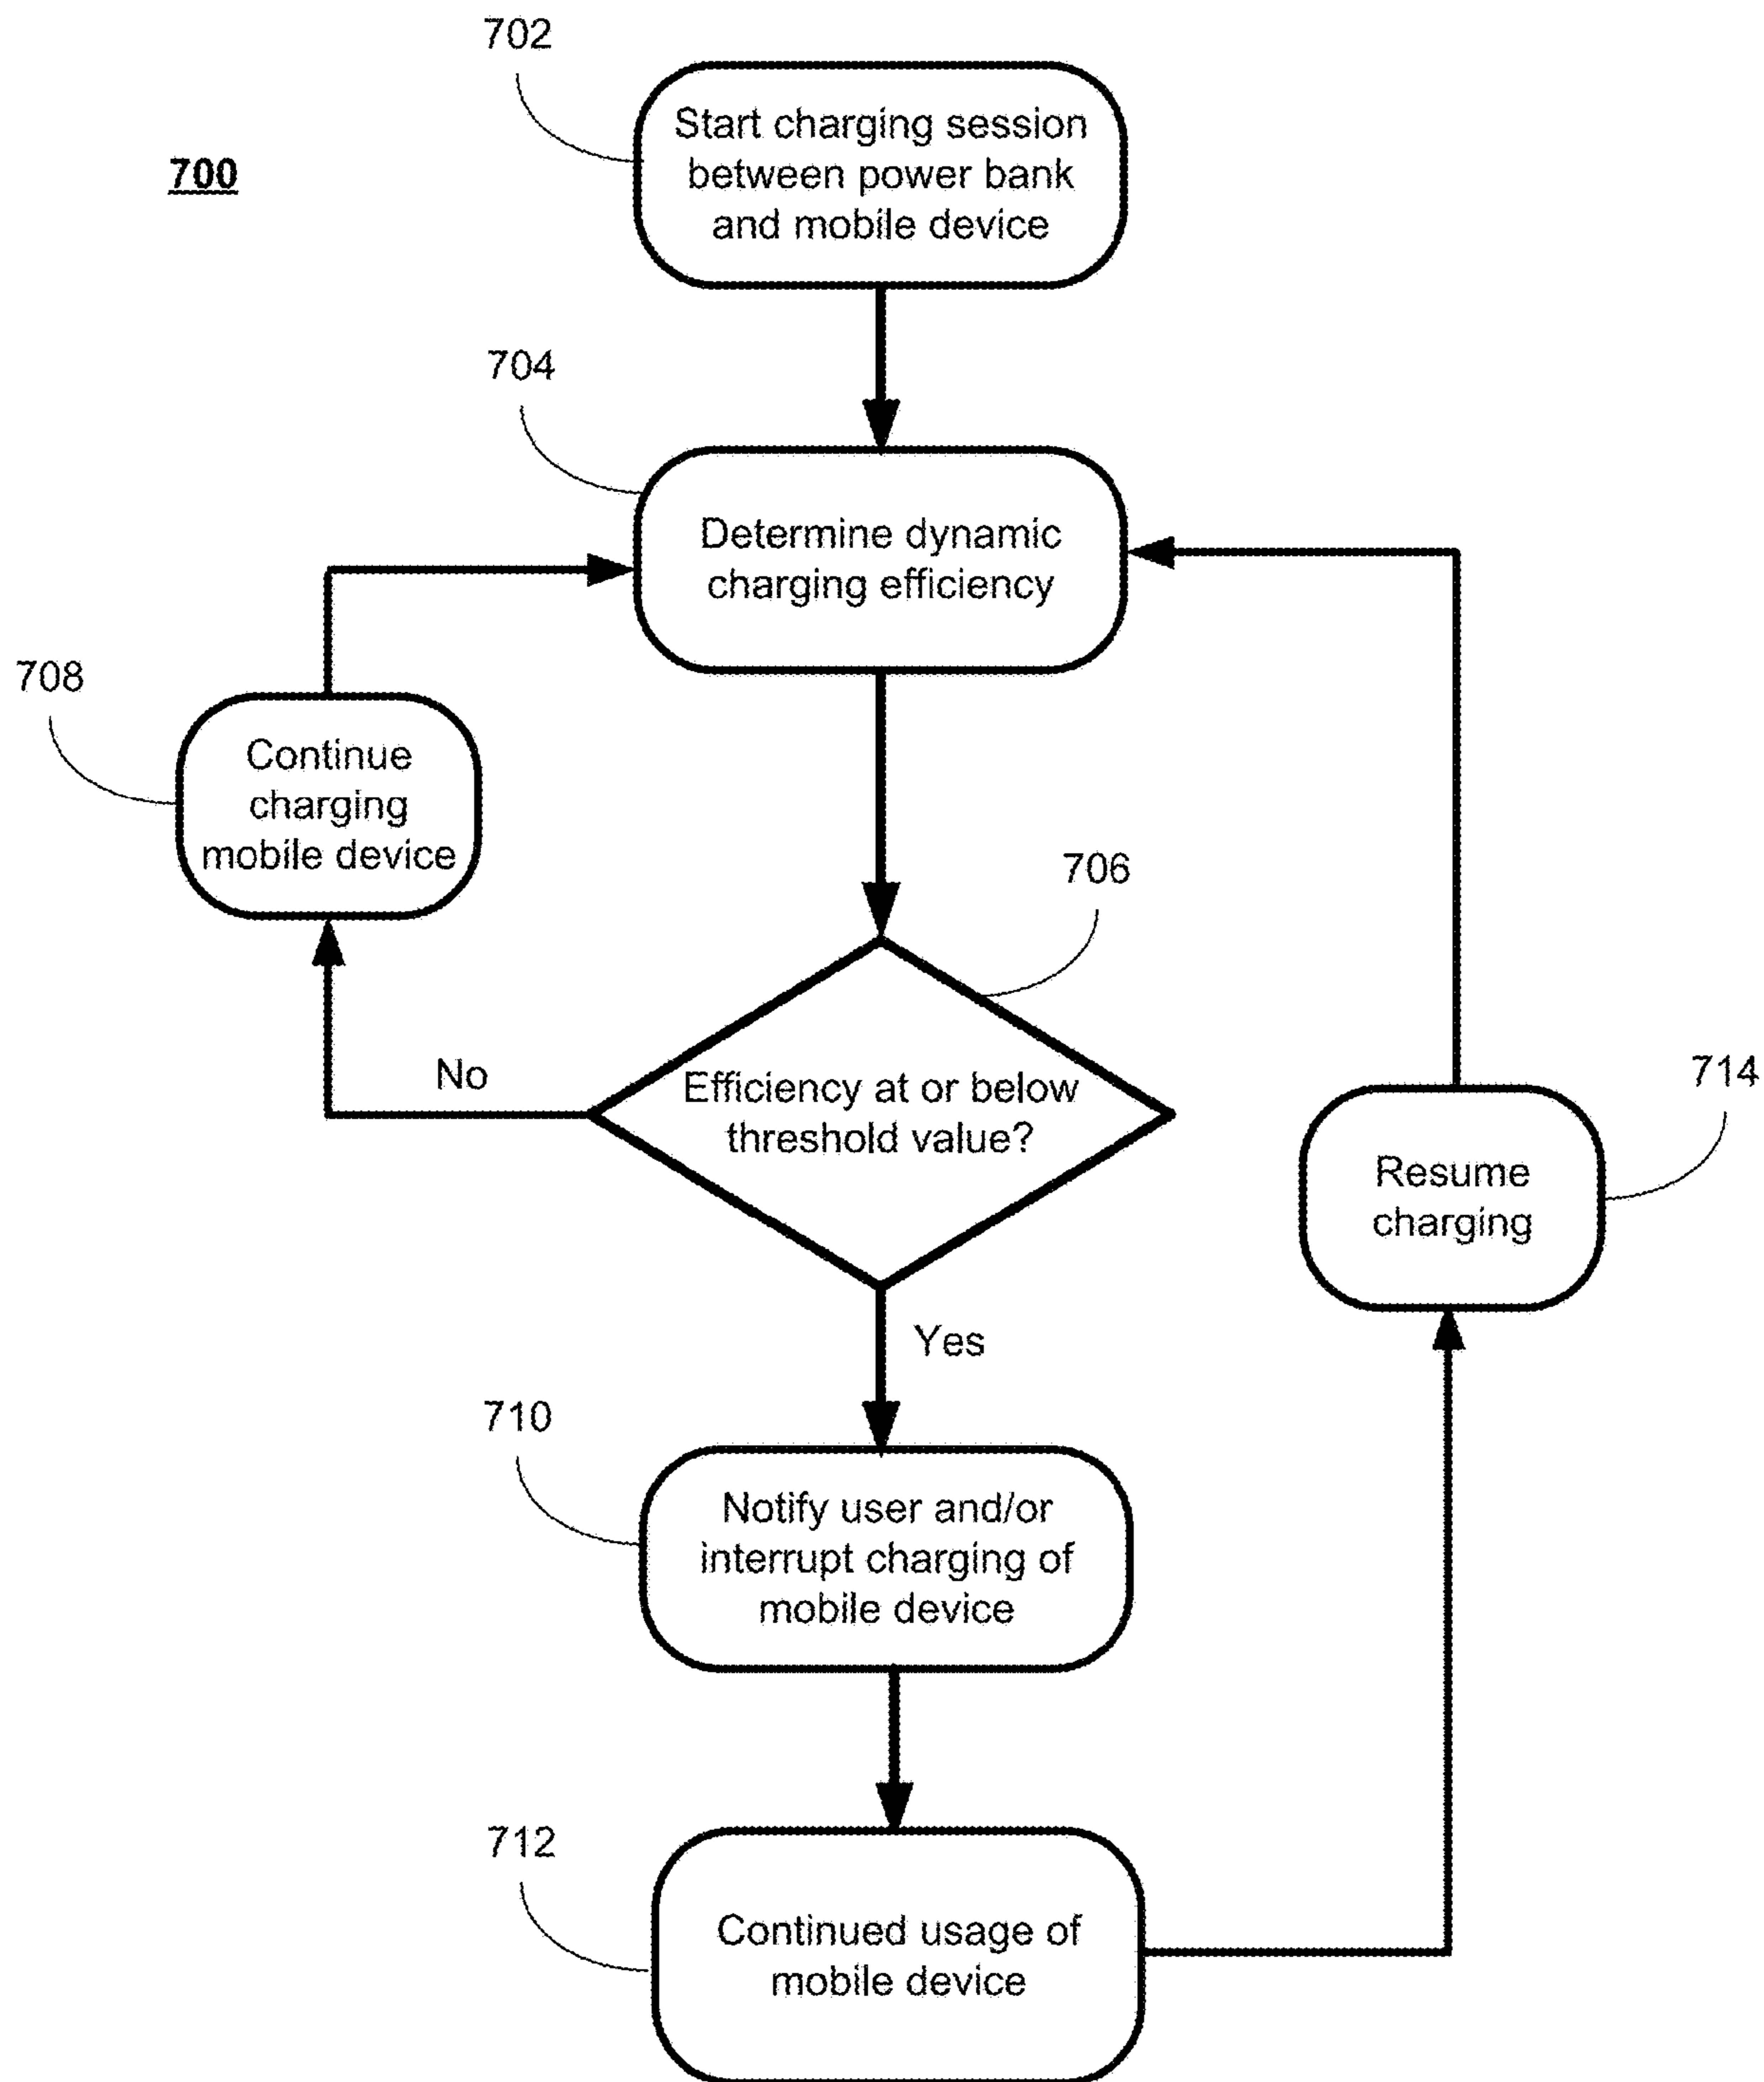 702
Start charging session
between power bank
and mobile device
700
704
Determine dynamic
charging efficiency
708
Continue
charging
mobile device
706
No
Efficiency at or below
threshold value?
714
Resume
charging
Yes
710
Notify user and/or
interrupt charging of
mobile device
712
Continued usage of
mobile device